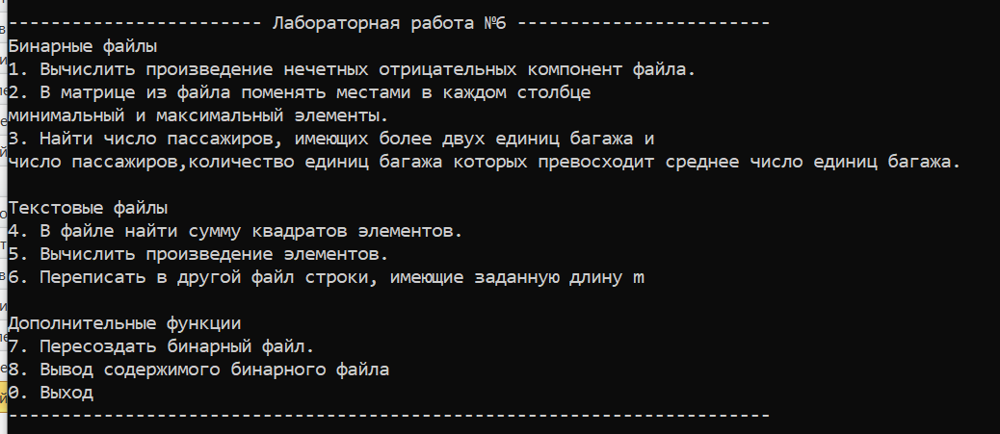 ------------------------ Лабораторная работа №6 ------------------------
Бинарные файлы
1. Вычислить произведение нечетных отрицательных компонент файла.
2. В матрице из файла поменять местами в каждом столбце
минимальный и максимальный элементы.
3. Найти число пассажиров, имеющих более двух единиц багажа и
число пассажиров,количество единиц багажа которых превосходит среднее число единиц багажа.
Текстовые файлы
4. В файле найти сумму квадратов элементов.
5. Вычислить произведение элементов.
6. Переписать в другой файл строки, имеющие заданную длину m
Дополнительные функции
7. Пересоздать бинарный файл.
8. Вывод содержимого бинарного файла
0. Выход
------------------------------------------------------------------------